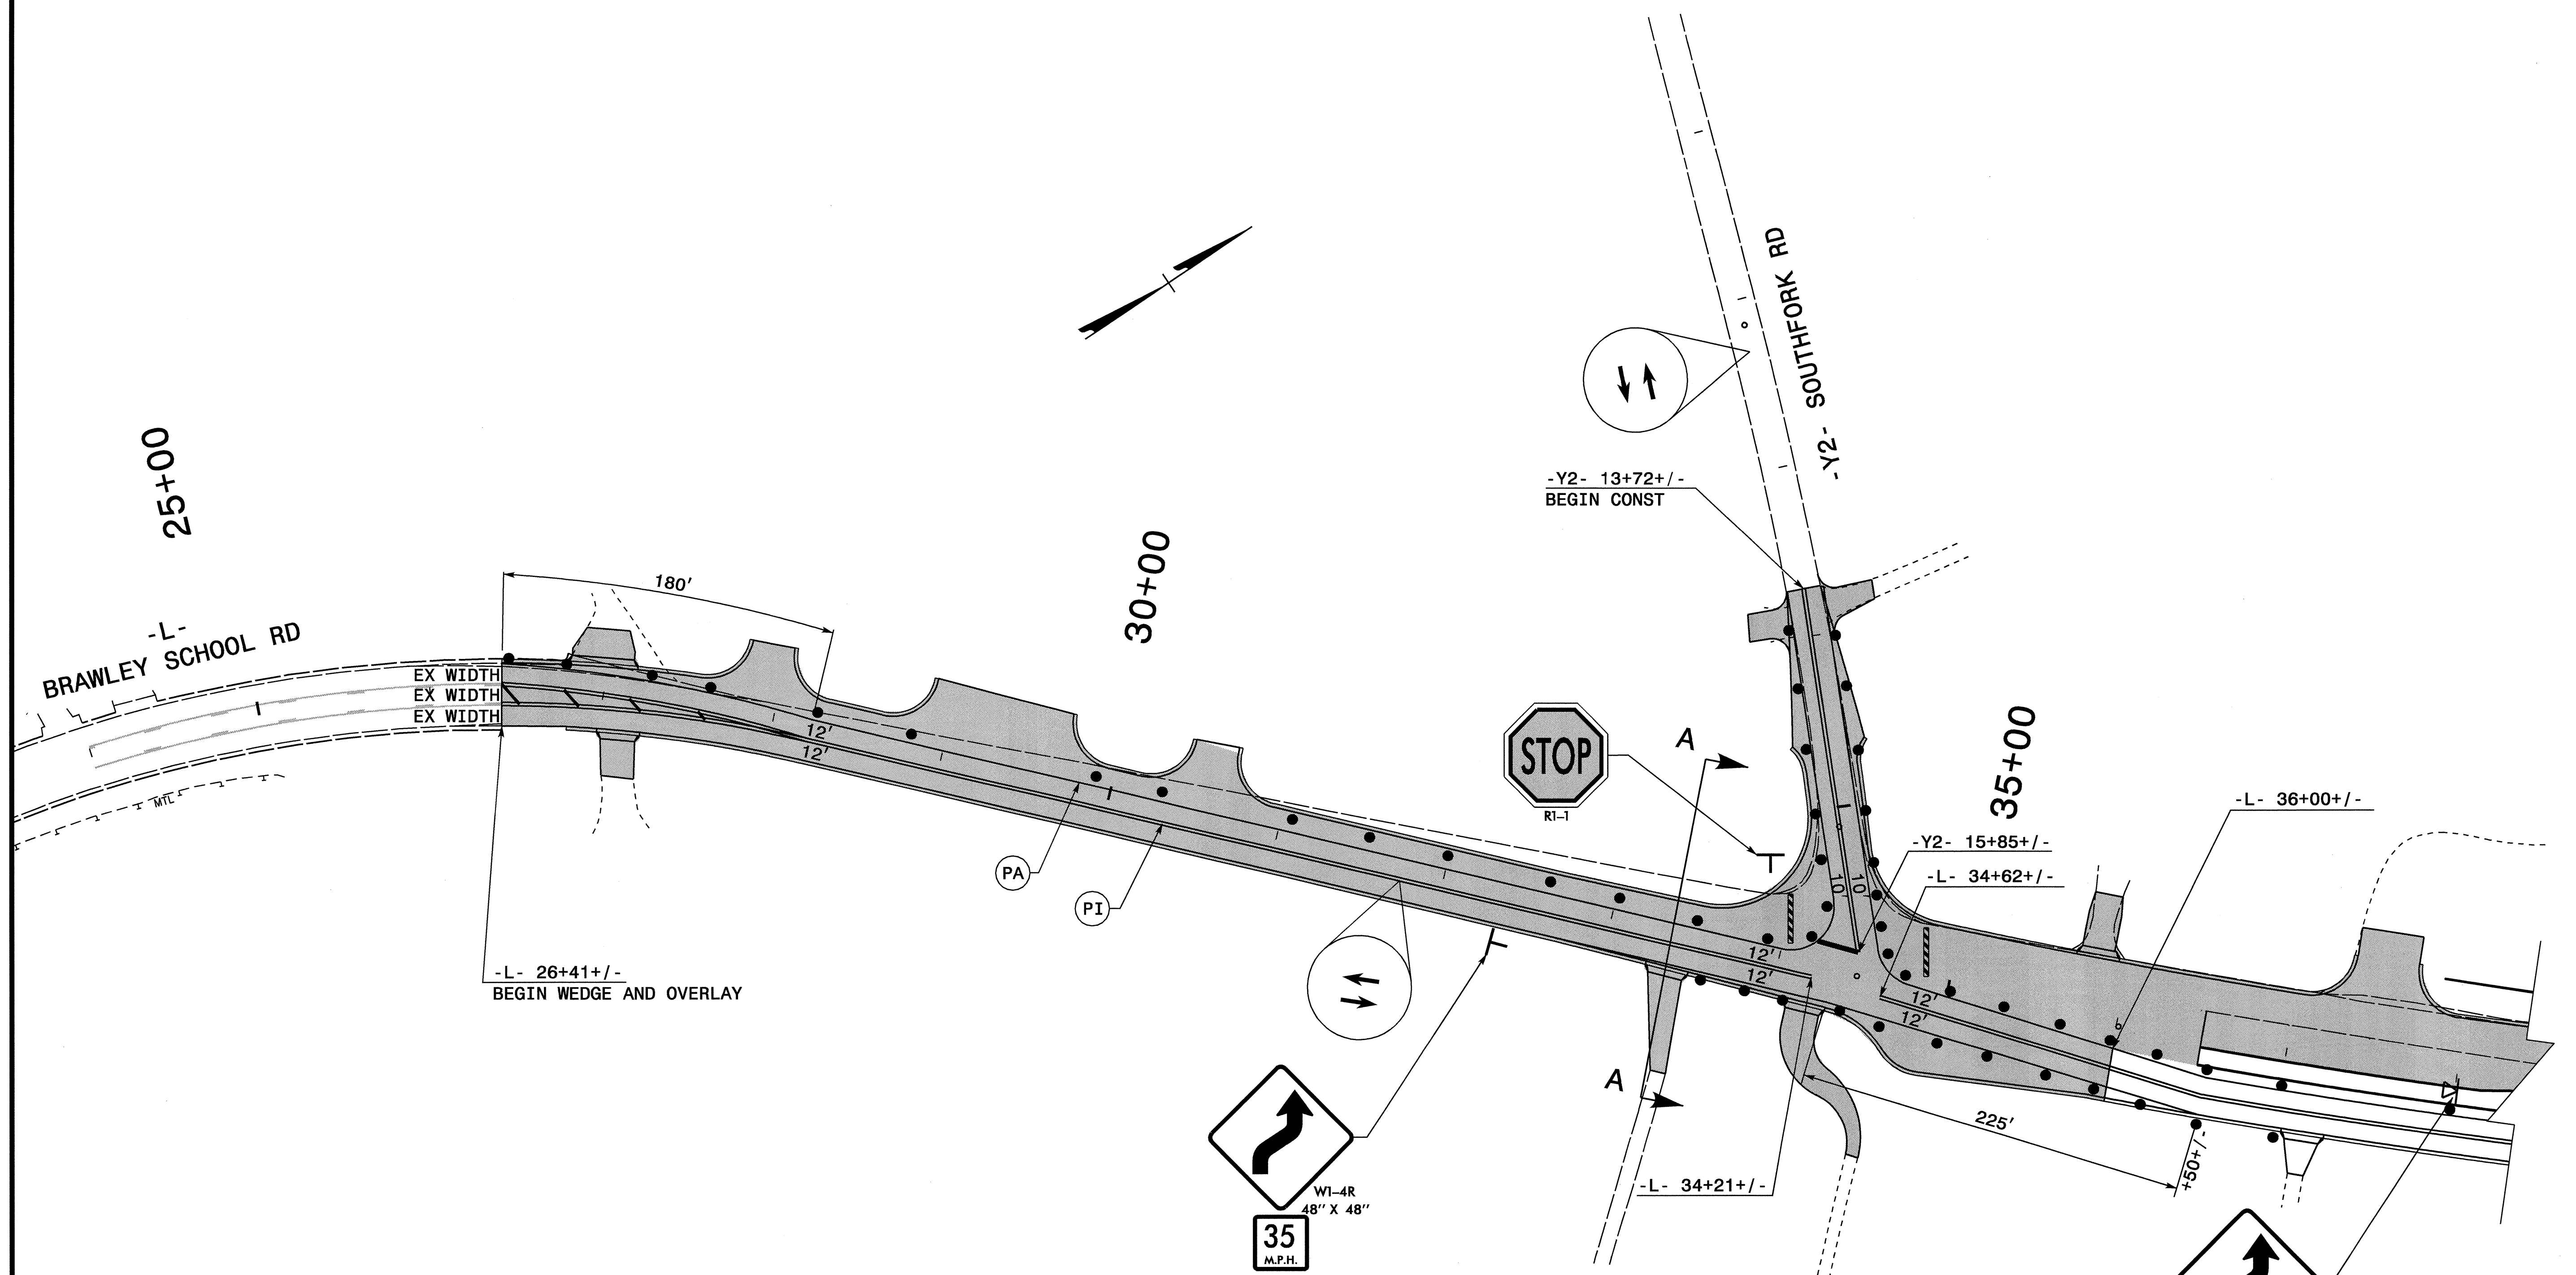 -Y2- SOUTHFORK RD
25+00
-Y2- 13+72+/-
BEGIN CONST
30+00
180'
-L-
BRAWLEY SCHOOL RD
EX WIDTH
EX WIDTH
EX WIDTH
12'
12'
MTL
STOP
R1-1
A
35+00
-L- 36+00+/-
-Y2- 15+85+/-
-L- 34+62+/-
10
10
PA
PI
12'
12'
12'
12'
-L- 26+41+/-
BEGIN WEDGE AND OVERLAY
A
225'
+50+/-
-L- 34+21+/-
W1-4R
48'' X 48''
35
M.P.H.